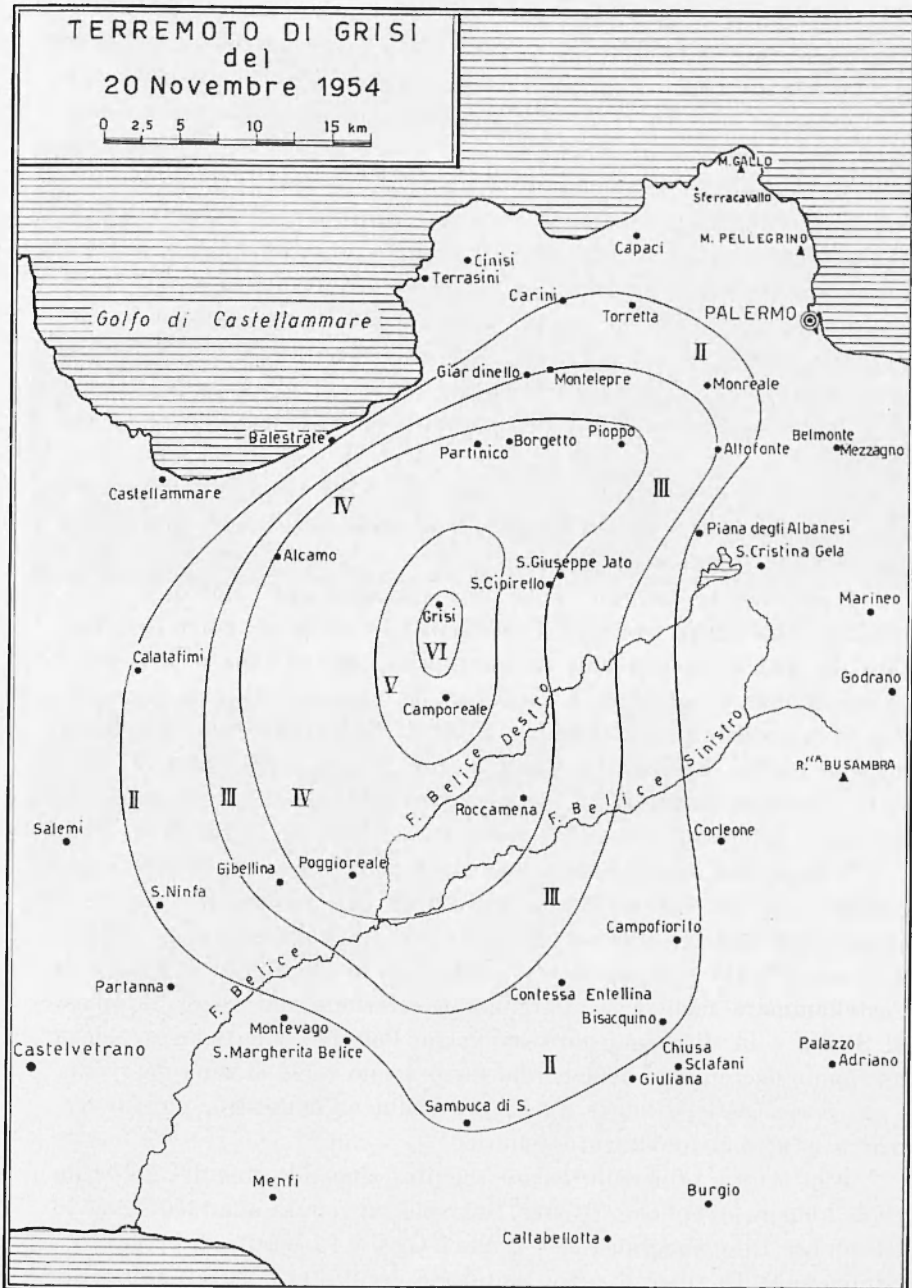 TERREMOTO DI GRISI
del
20 Novembre 1954
0 2,5 5 10 15 km
M. GALLO
Sferracavallo
Capaci
M. PELLEGRINO
Cinisi
Terrasini
Carini
Torretta
PALERMO
Golfo di Castellammare
II
Giardinello
Montelepre
Monreale
Balestrate
Partinico
Borgetto
Pioppo
Altofonte
Belmonte
Mezzagno
Castellammare
IV
III
Alcamo
Piana degli Albanesi
S. Cristina Gela
S. Giuseppe Jato
S. Cipirello
Grisi
Marineo
VI
Calatafimi
V
Camporeale
Godrano
F. Belice Destro
F. Belice Sinistro
R.ccA BUSAMBRA
II
III
IV
Roccamena
Salemi
Corleone
Poggioreale
Gibellina
S. Ninfa
III
Campofiorito
F. Belice
Partanna
Contessa Entellina
Montevago
Bisacquino
S. Margherita Belice
Castelvetrano
II
Chiusa
Sclafani
Giuliana
Palazzo
Adriano
Sambuca di S.
Menfi
Burgio
Caltabellotta